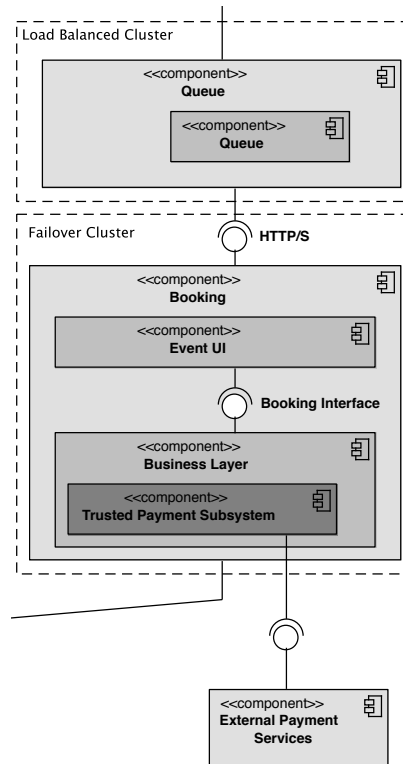 Load Balanced Cluster
<<component>>
Queue
<<component>>
Queue
HTTP/S
Failover Cluster
<<component>>
Booking
<<component>>
Event UI
Booking Interface
<<component>>
Business Layer
<<component>>
Trusted Payment Subsystem
<<component>>
External Payment
Services